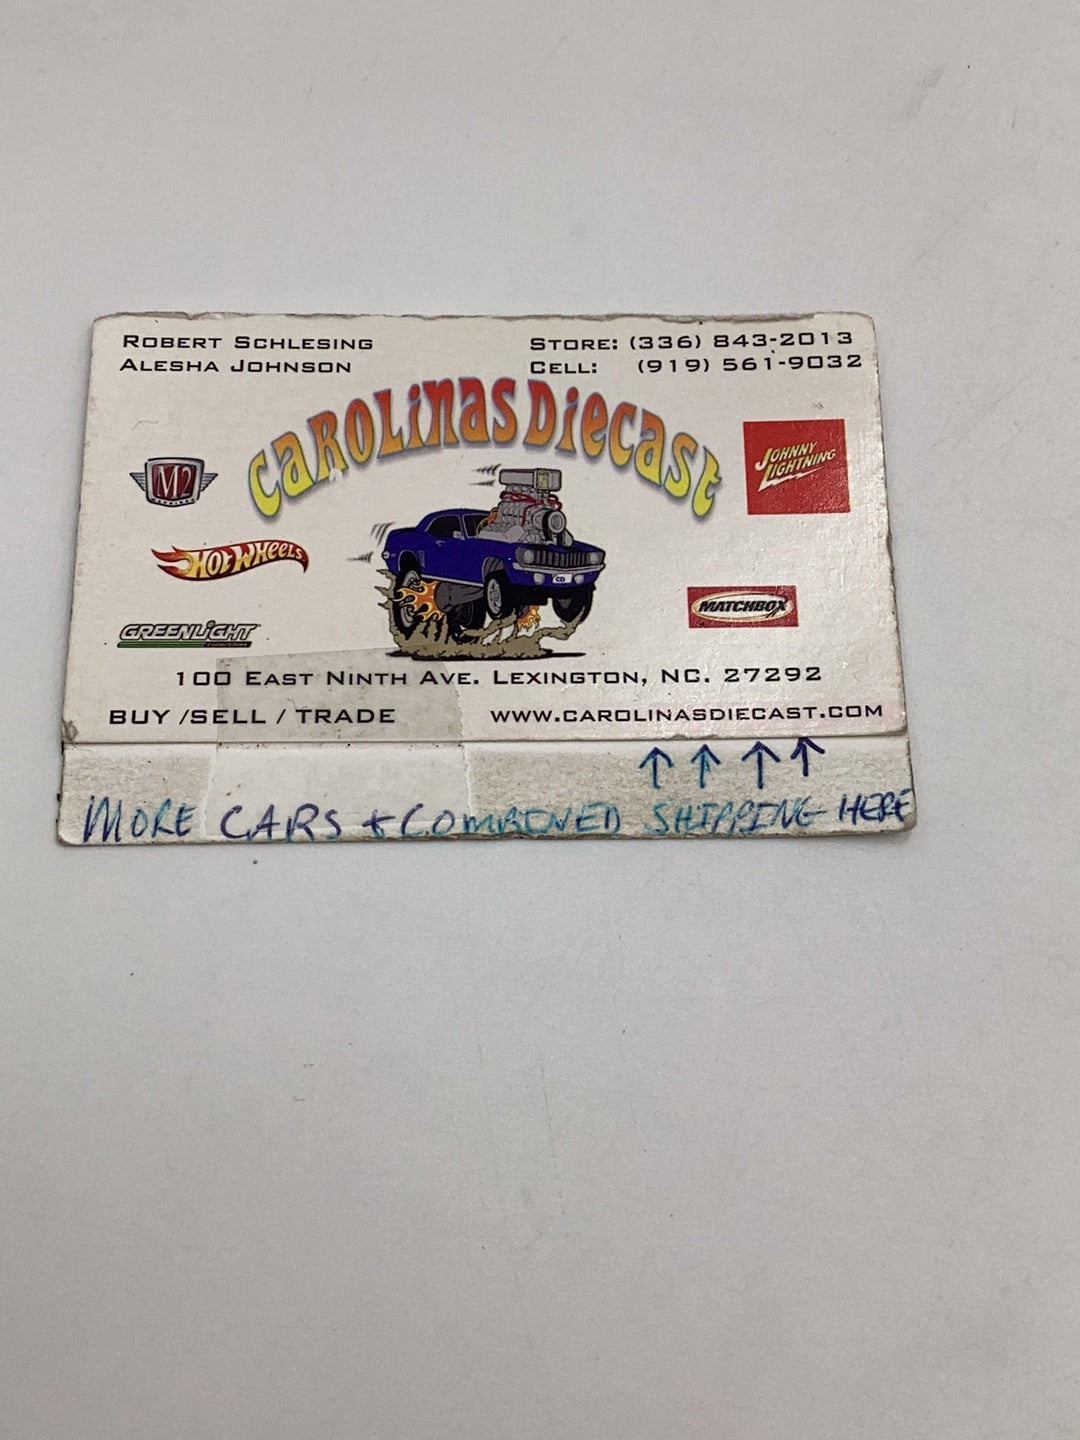 ROBERT SCHLESING
ALESHA JOHNSON
STORE: (336) 843-2013
CELL: (919) 561-9032
CAROLINAS DIECAST
M2
JOHNNY LIGHTNING
HOT WHEELS
CD
MATCHBOX
GREENLIGHT
100 EAST NINTH AVE. LEXINGTON, NC. 27292
BUY /SELL / TRADE
WWW.CAROLINASDIECAST.COM
MORE CARS + COMBINED SHIPPING HERE